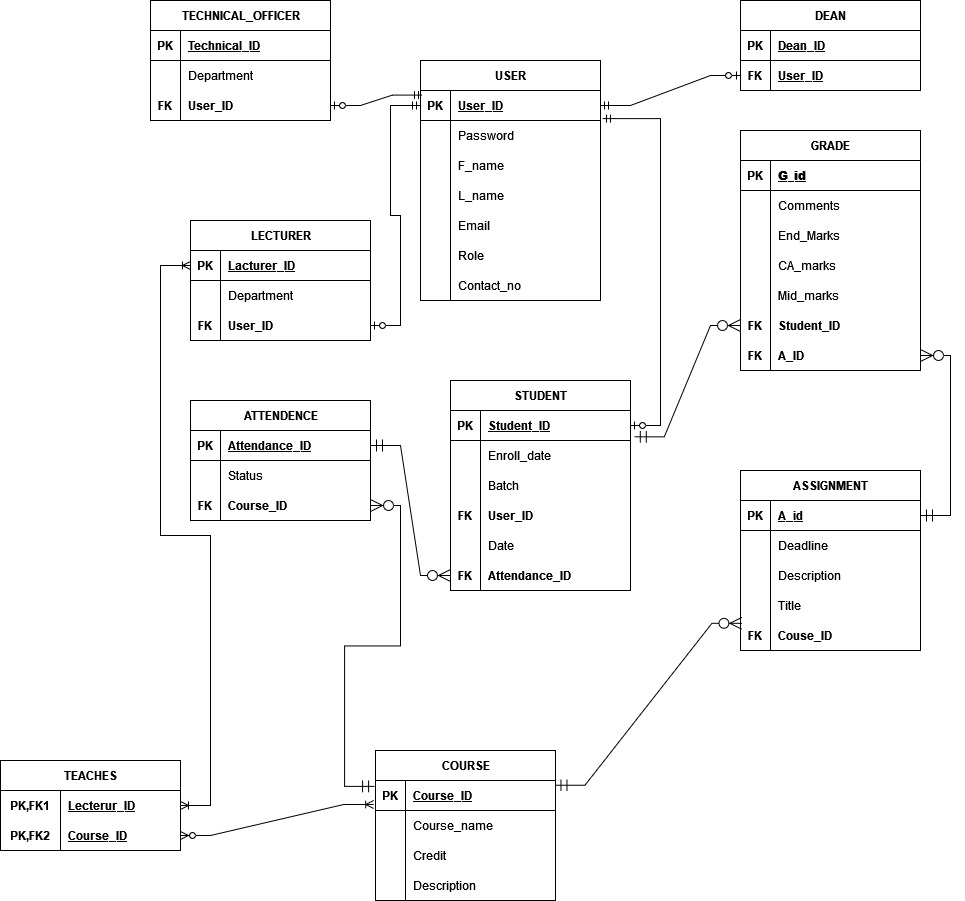 TECHNICAL_OFFICER
PK Technical_ID
Department
FK User_ID
DEAN
PK Dean_ID
FK User_ID
USER
PK User_ID
Password
F_name
L_name
Email
Role
Contact_no
GRADE
PK G_id
Comments
End_Marks
CA_marks
Mid_marks
FK Student_ID
FK A_ID
LECTURER
PK Lacturer_ID
Department
FK User_ID
ATTENDENCE
PK Attendance_ID
Status
FK Course_ID
STUDENT
PK Student_ID
Enroll_date
Batch
FK User_ID
Date
FK Attendance_ID
ASSIGNMENT
PK A_id
Deadline
Description
Title
FK Couse_ID
TEACHES
PK,FK1 Lecterur_ID
PK,FK2 Course_ID
COURSE
PK Course_ID
Course_name
Credit
Description